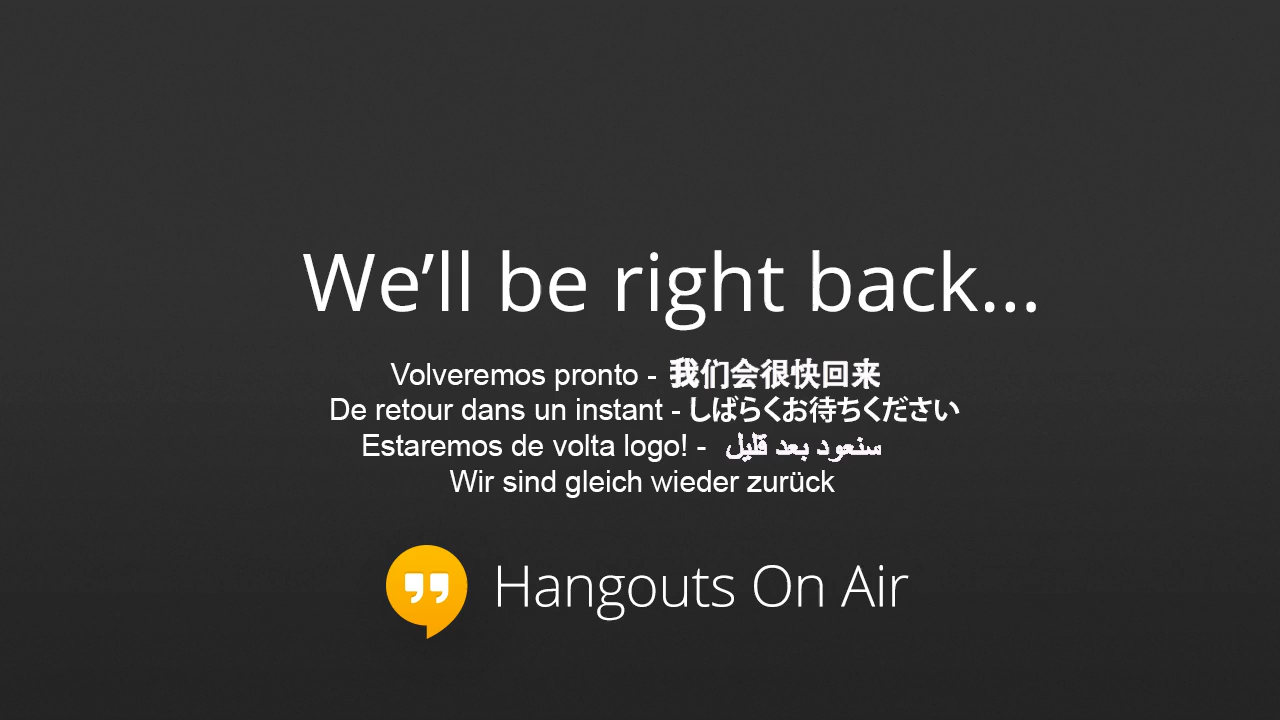 We’ll be right back...
Volveremos pronto - 我们会很快回来
De retour dans un instant - しばらくお待ちください
Estaremos de volta logo! - سنعود بعد قليل
Wir sind gleich wieder zurück
Hangouts On Air